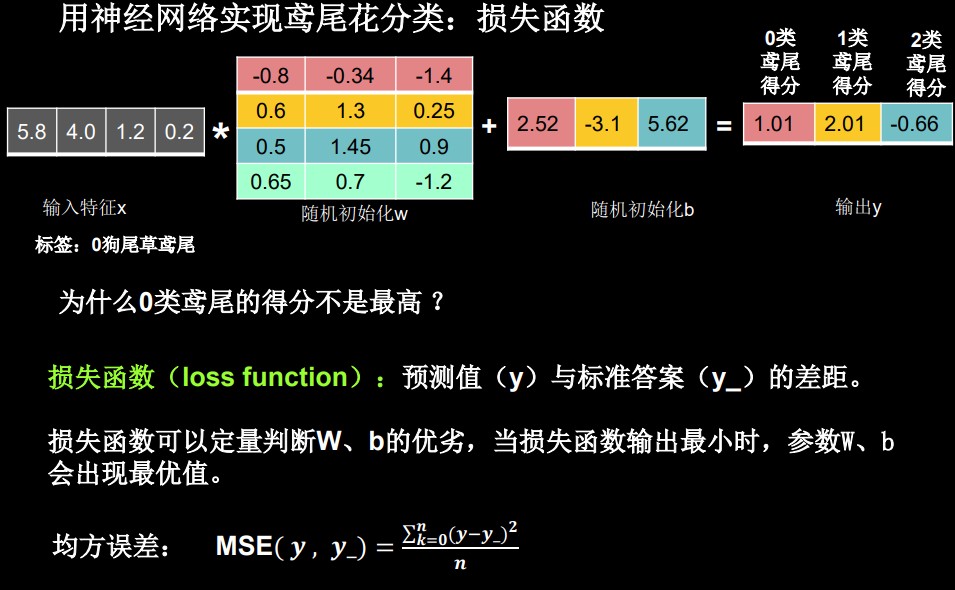 用神经网络实现鸢尾花分类：损失函数
0类 1类 2类
鸢尾 鸢尾 鸢尾
得分 得分 得分
-0.8 -0.34 -1.4
0.6 1.3 0.25
5.8 4.0 1.2 0.2 * + 2.52 -3.1 5.62 = 1.01 2.01 -0.66
0.5 1.45 0.9
0.65 0.7 -1.2
输入特征x 随机初始化w 随机初始化b 输出y
标签：0狗尾草鸢尾
为什么0类鸢尾的得分不是最高？
损失函数（loss function）：预测值（y）与标准答案（y_）的差距。
损失函数可以定量判断W、b的优劣，当损失函数输出最小时，参数W、b
会出现最优值。
均方误差： MSE(y, y_) = ∑ⁿₖ₌₀(y−y_)² / n